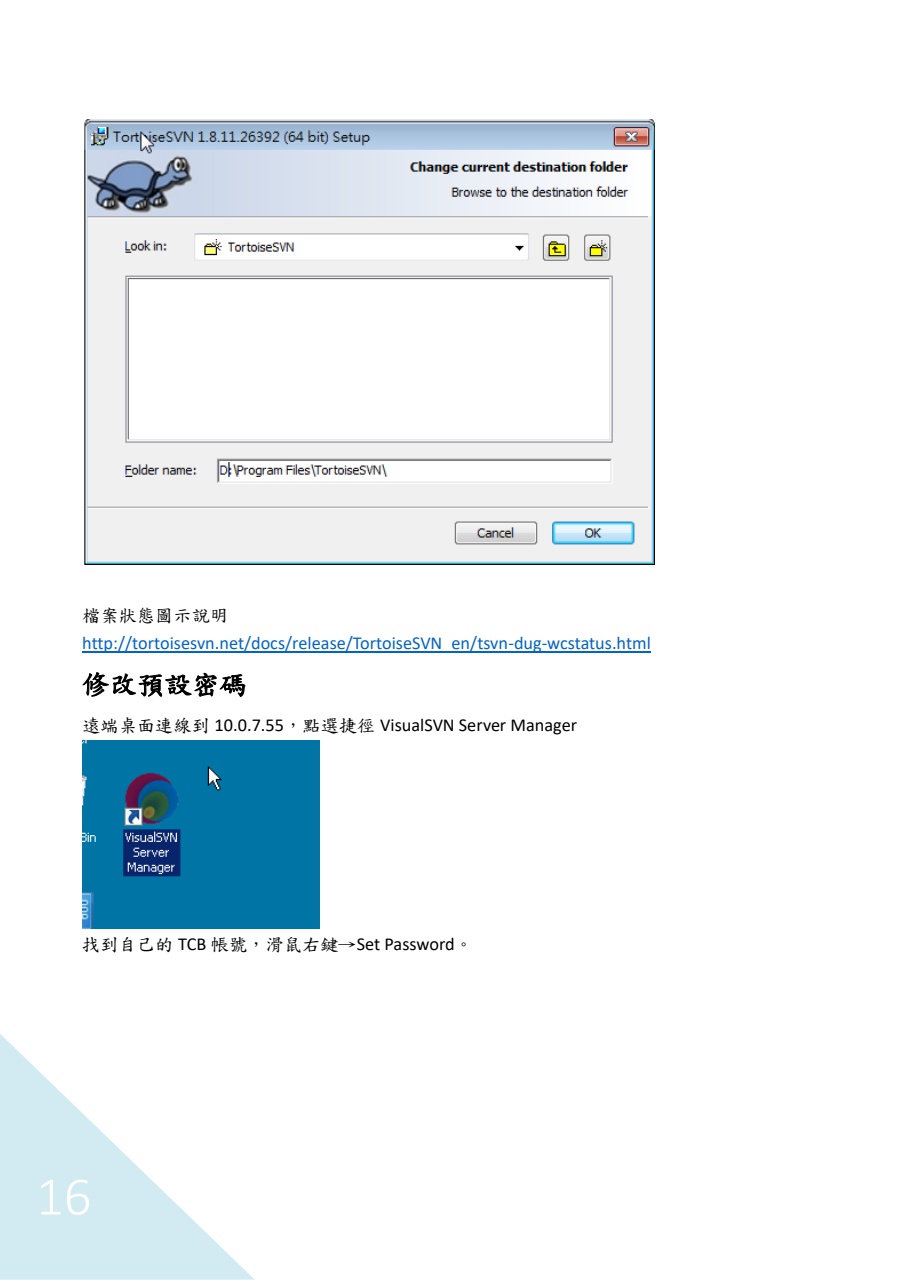 TortoiseSVN 1.8.11.26392 (64 bit) Setup
Change current destination folder
Browse to the destination folder
Look in:
TortoiseSVN
Folder name:
D:\Program Files\TortoiseSVN\
Cancel
OK
檔案狀態圖示說明
http://tortoisesvn.net/docs/release/TortoiseSVN_en/tsvn-dug-wcstatus.html
修改預設密碼
遠端桌面連線到 10.0.7.55，點選捷徑 VisualSVN Server Manager
Bin
VisualSVN
Server
Manager
找到自己的 TCB 帳號，滑鼠右鍵→Set Password。
16